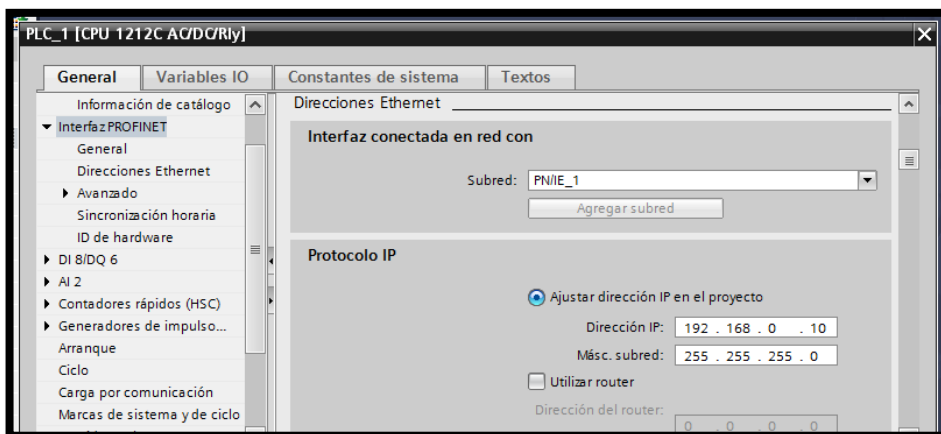 PLC_1 [CPU 1212C AC/DC/Rly]
General
Variables IO
Constantes de sistema
Textos
Información de catálogo
Interfaz PROFINET
General
Direcciones Ethernet
Avanzado
Sincronización horaria
ID de hardware
DI 8/DQ 6
AI 2
Contadores rápidos (HSC)
Generadores de impulso...
Arranque
Ciclo
Carga por comunicación
Marcas de sistema y de ciclo
Direcciones Ethernet
Interfaz conectada en red con
Subred: PN/IE_1
Agregar subred
Protocolo IP
Ajustar dirección IP en el proyecto
Dirección IP: 192 . 168 . 0 . 10
Másc. subred: 255 . 255 . 255 . 0
Utilizar router
Dirección del router: 0 . 0 . 0 . 0